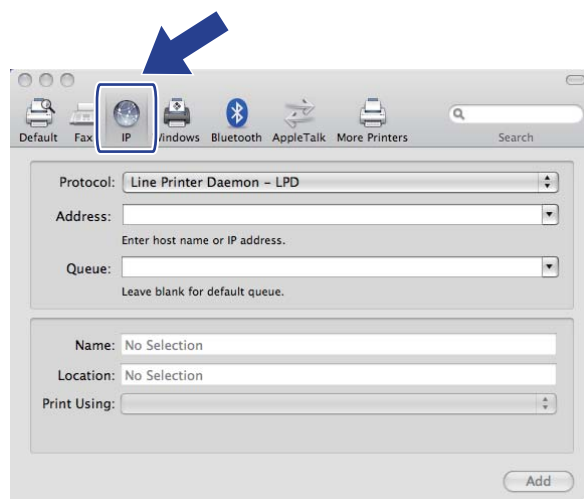 Default Fax IP Windows Bluetooth AppleTalk More Printers Search
Protocol: Line Printer Daemon – LPD
Address:
Enter host name or IP address.
Queue:
Leave blank for default queue.
Name: No Selection
Location: No Selection
Print Using:
Add